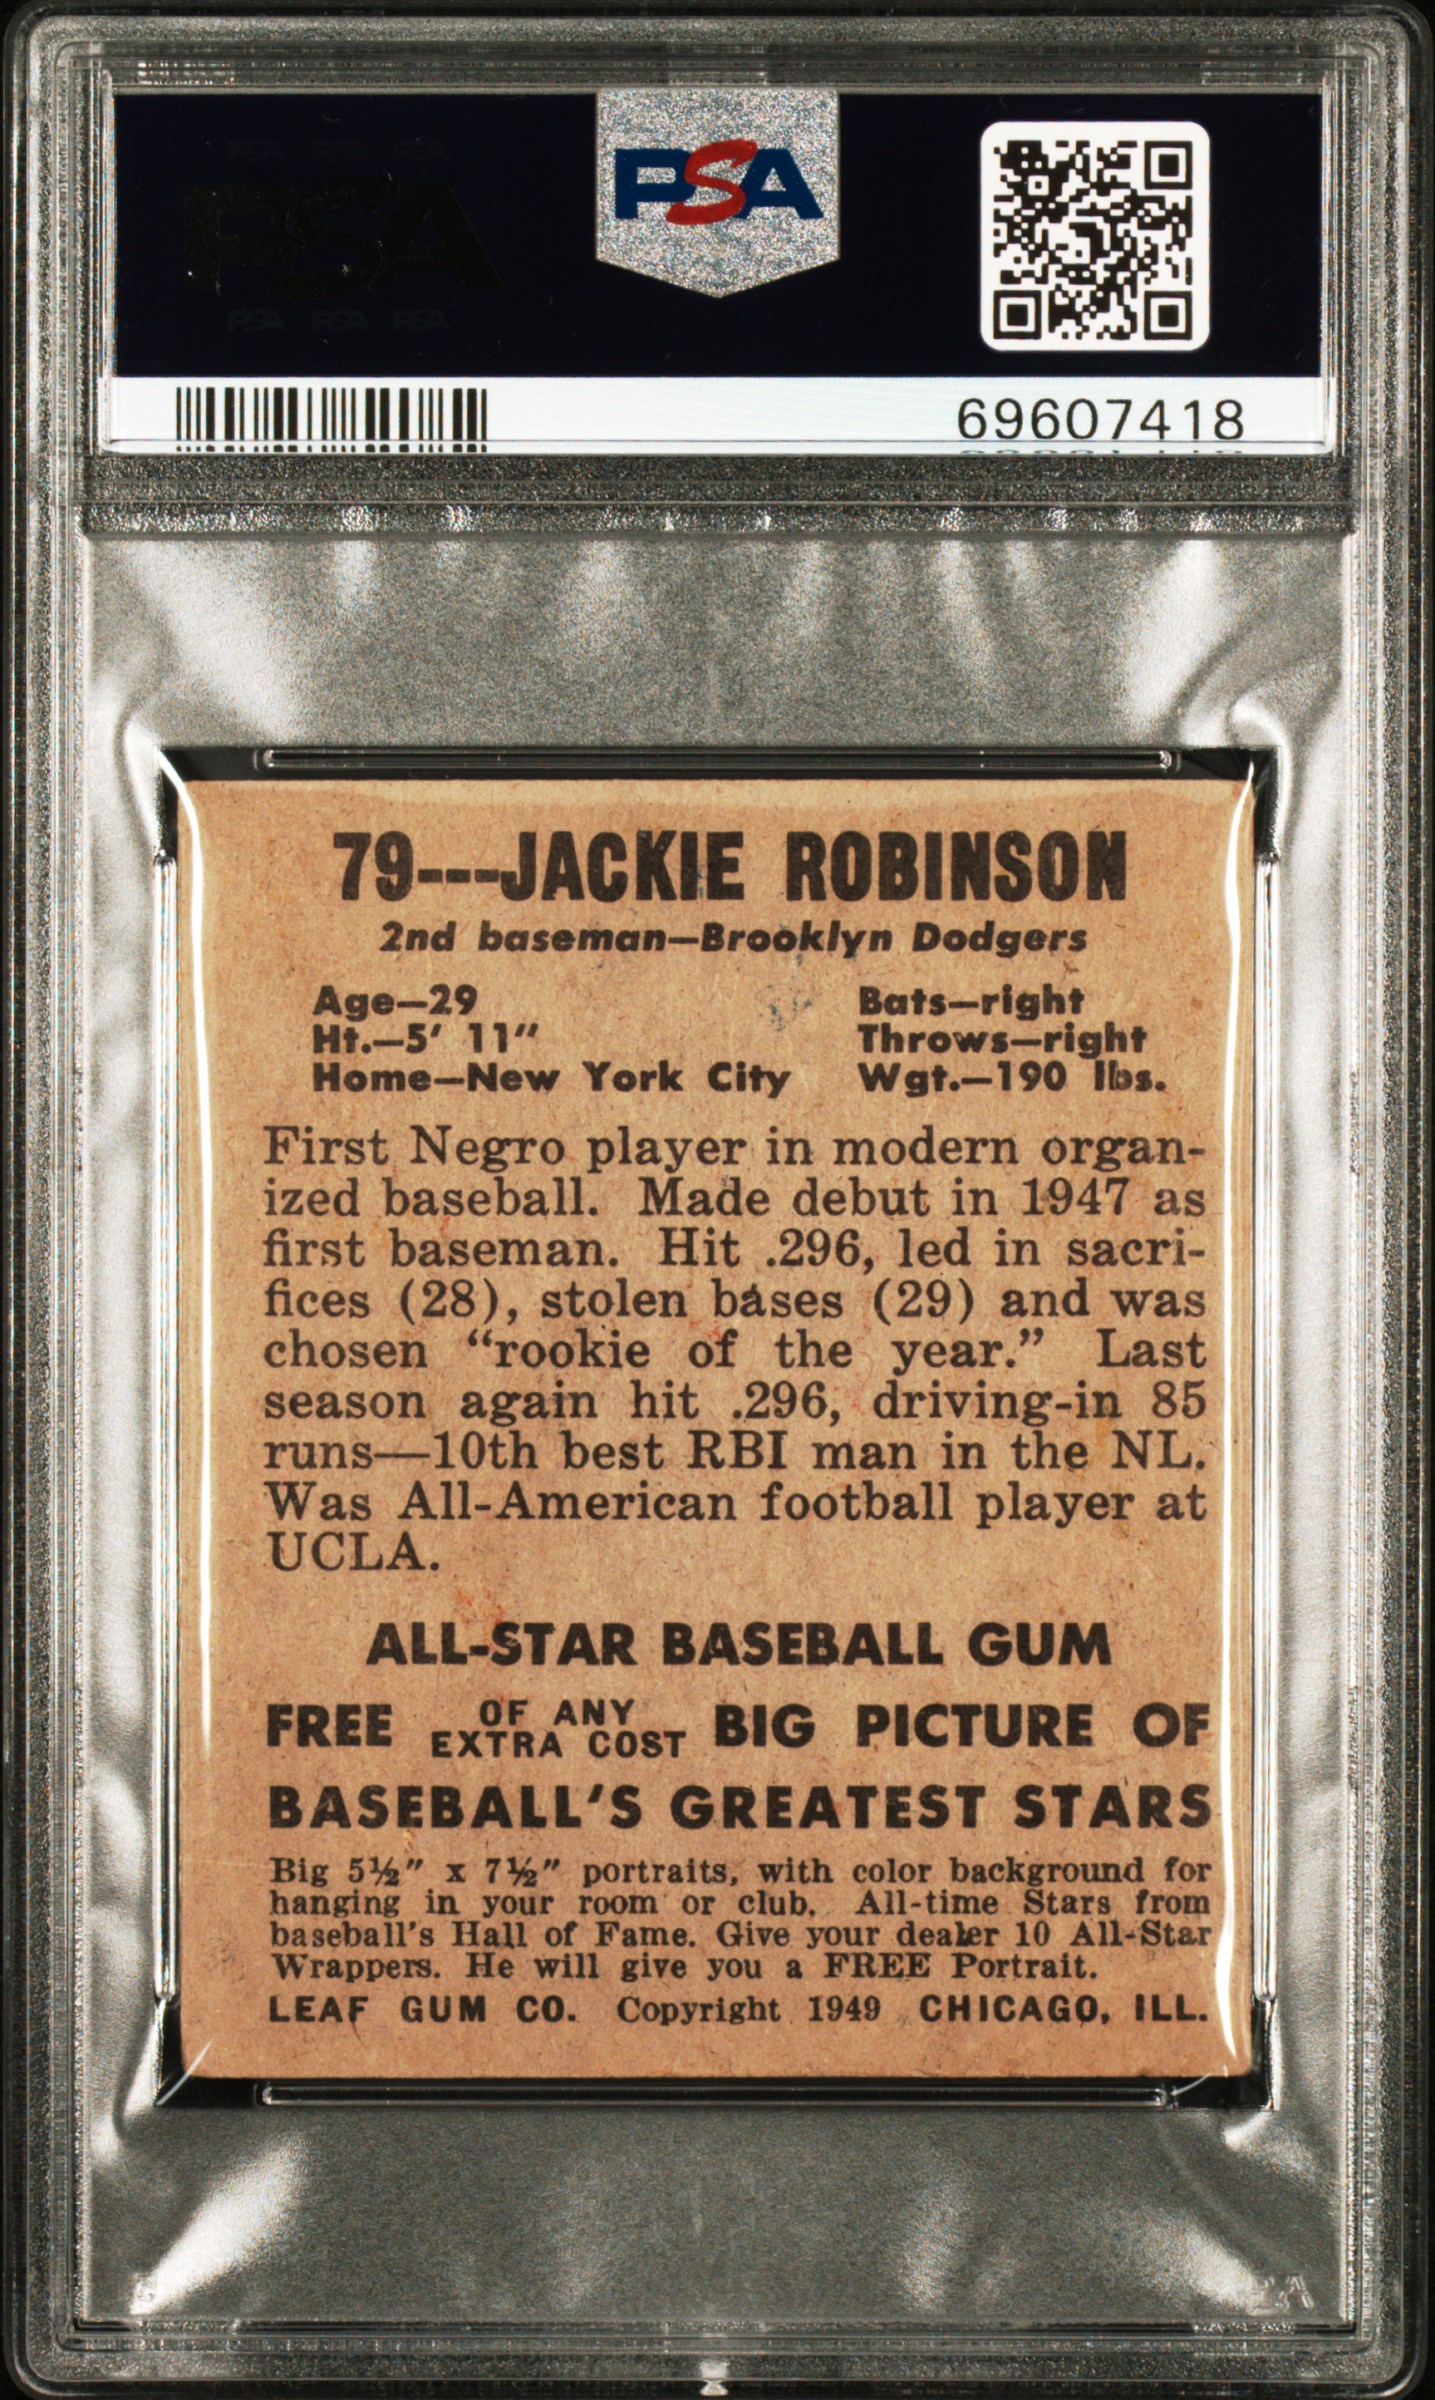 PSA PSA PSA
PSA
PSA PSA PSA
PSA
69607418
79---JACKIE ROBINSON
2nd baseman—Brooklyn Dodgers
Age—29 Bats—right
Ht.—5' 11" Throws—right
Home—New York City Wgt.—190 lbs.
First Negro player in modern organ-
ized baseball. Made debut in 1947 as
first baseman. Hit .296, led in sacri-
fices (28), stolen bases (29) and was
chosen “rookie of the year.” Last
season again hit .296, driving-in 85
runs—10th best RBI man in the NL.
Was All-American football player at
UCLA.
ALL-STAR BASEBALL GUM
FREE OF ANY EXTRA COST BIG PICTURE OF
BASEBALL'S GREATEST STARS
Big 5½" x 7½" portraits, with color background for
hanging in your room or club. All-time Stars from
baseball's Hall of Fame. Give your dealer 10 All-Star
Wrappers. He will give you a FREE Portrait.
LEAF GUM CO. Copyright 1949 CHICAGO, ILL.